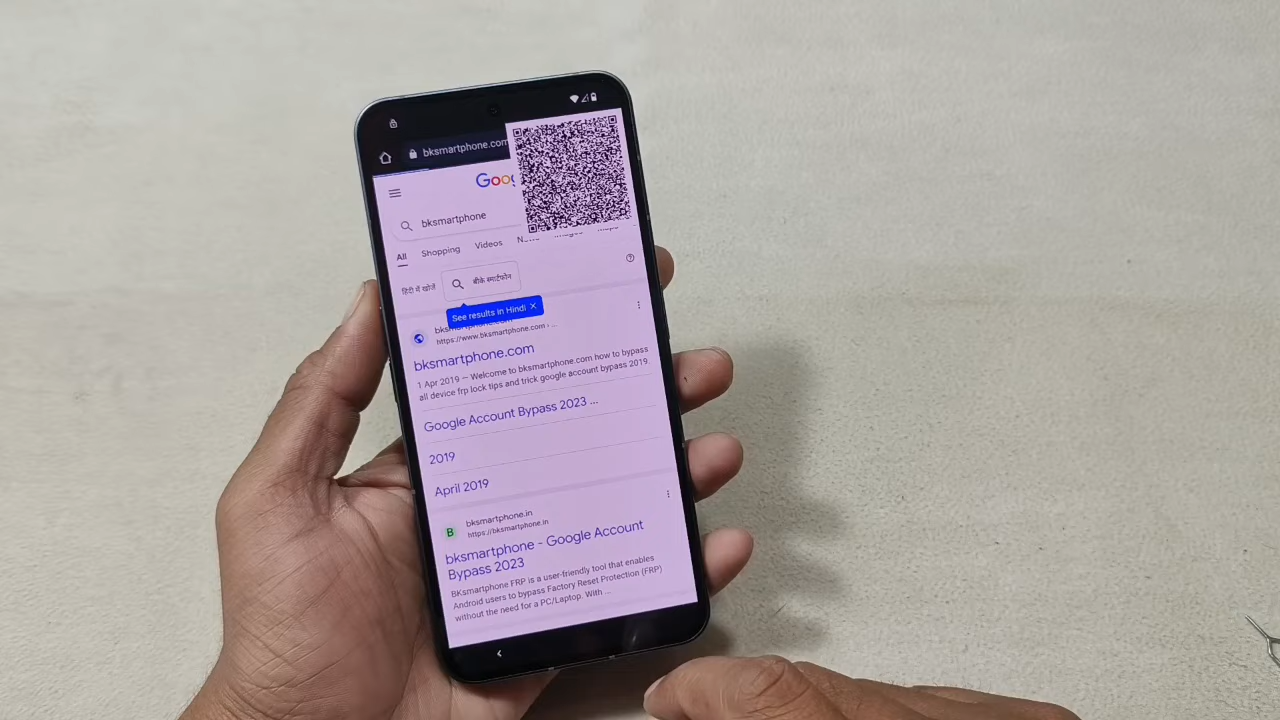 bksmartphone.com
Goog
bksmartphone
All Shopping Videos
हिंदी में खोजें बीके स्मार्टफोन
See results in Hindi ×
https://www.bksmartphone.com › ...
bksmartphone.com
1 Apr 2019 — Welcome to bksmartphone.com how to bypass
all device frp lock tips and trick google account bypass 2019.
Google Account Bypass 2023 ...
2019
April 2019
B
bksmartphone.in
https://bksmartphone.in
bksmartphone - Google Account
Bypass 2023
BKsmartphone FRP is a user-friendly tool that enables
Android users to bypass Factory Reset Protection (FRP)
without the need for a PC/Laptop. With ...